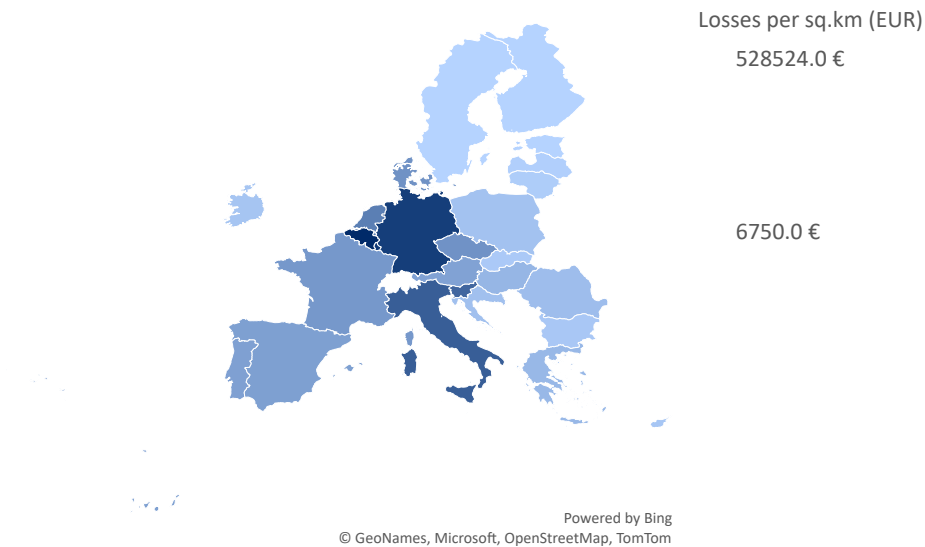 Losses per sq.km (EUR)
528524.0 €
6750.0 €
Powered by Bing
© GeoNames, Microsoft, OpenStreetMap, TomTom